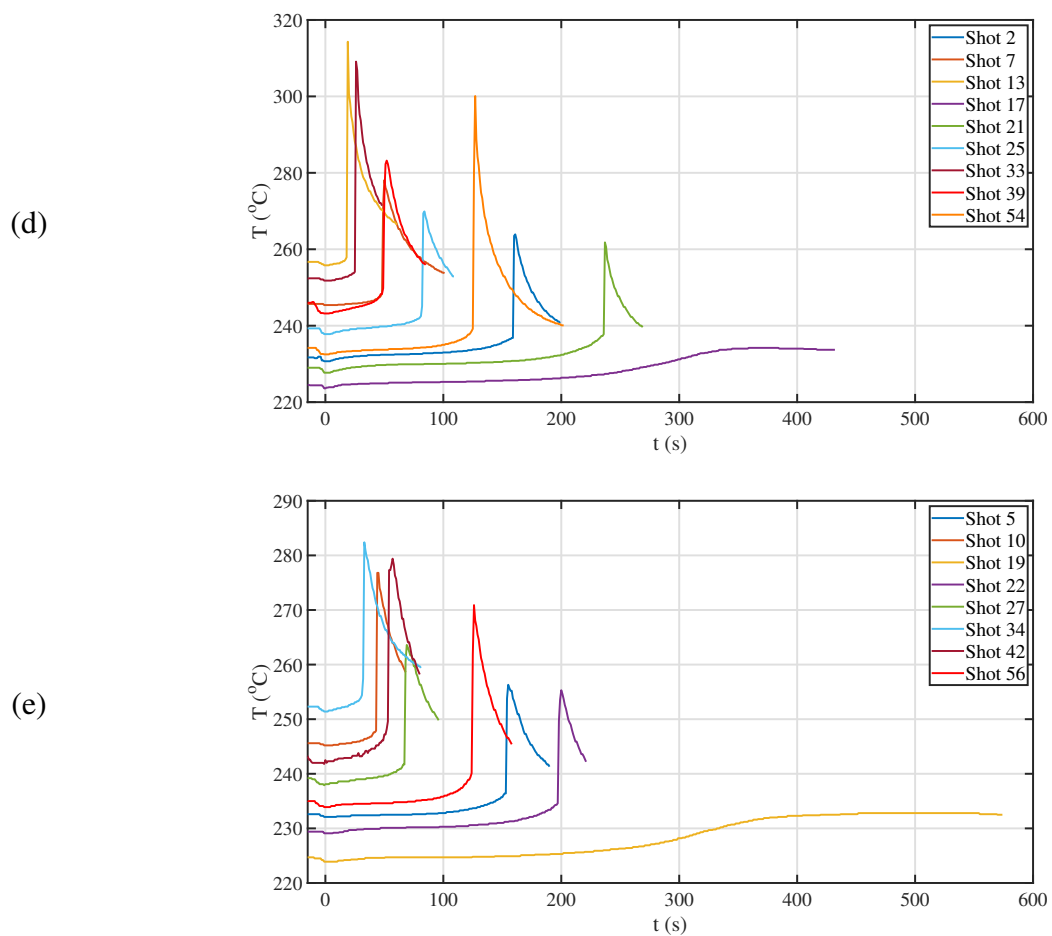 (d)
T (°C)
320
300
280
260
240
220
0 100 200 300 400 500 600
t (s)
Shot 2
Shot 7
Shot 13
Shot 17
Shot 21
Shot 25
Shot 33
Shot 39
Shot 54
(e)
T (°C)
290
280
270
260
250
240
230
220
0 100 200 300 400 500 600
t (s)
Shot 5
Shot 10
Shot 19
Shot 22
Shot 27
Shot 34
Shot 42
Shot 56